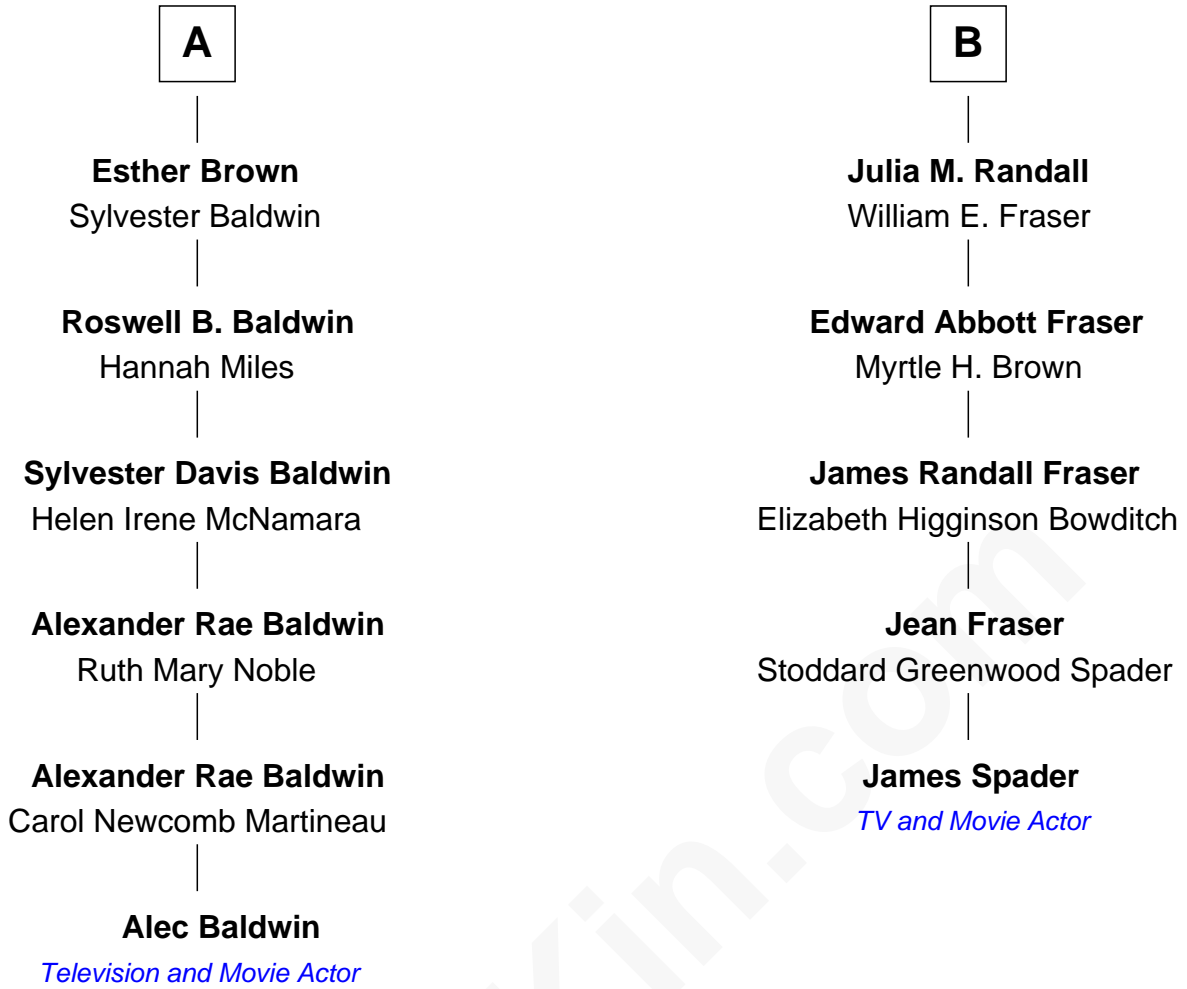 A
Esther Brown
Sylvester Baldwin
Roswell B. Baldwin
Hannah Miles
Sylvester Davis Baldwin
Helen Irene McNamara
Alexander Rae Baldwin
Ruth Mary Noble
Alexander Rae Baldwin
Carol Newcomb Martineau
Alec Baldwin
Television and Movie Actor
B
Julia M. Randall
William E. Fraser
Edward Abbott Fraser
Myrtle H. Brown
James Randall Fraser
Elizabeth Higginson Bowditch
Jean Fraser
Stoddard Greenwood Spader
James Spader
TV and Movie Actor